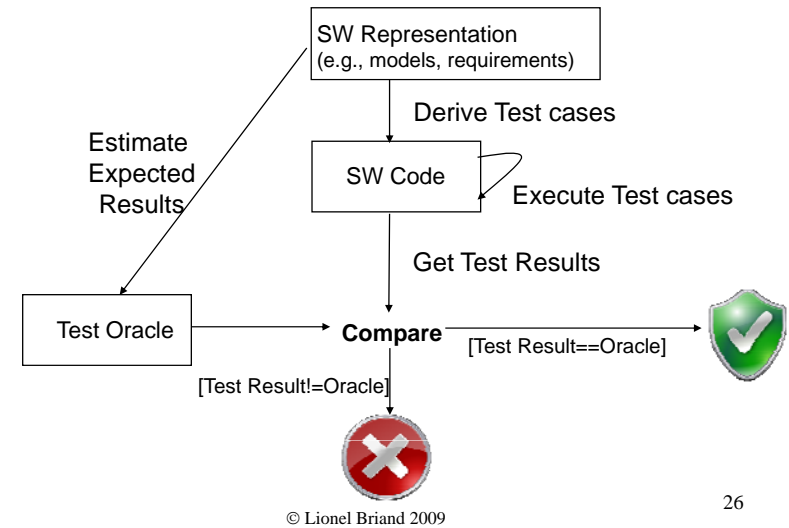 SW Representation
(e.g., models, requirements)
Derive Test cases
Estimate
Expected
Results
SW Code
Execute Test cases
Get Test Results
Test Oracle
Compare
[Test Result==Oracle]
[Test Result!=Oracle]
© Lionel Briand 2009
26